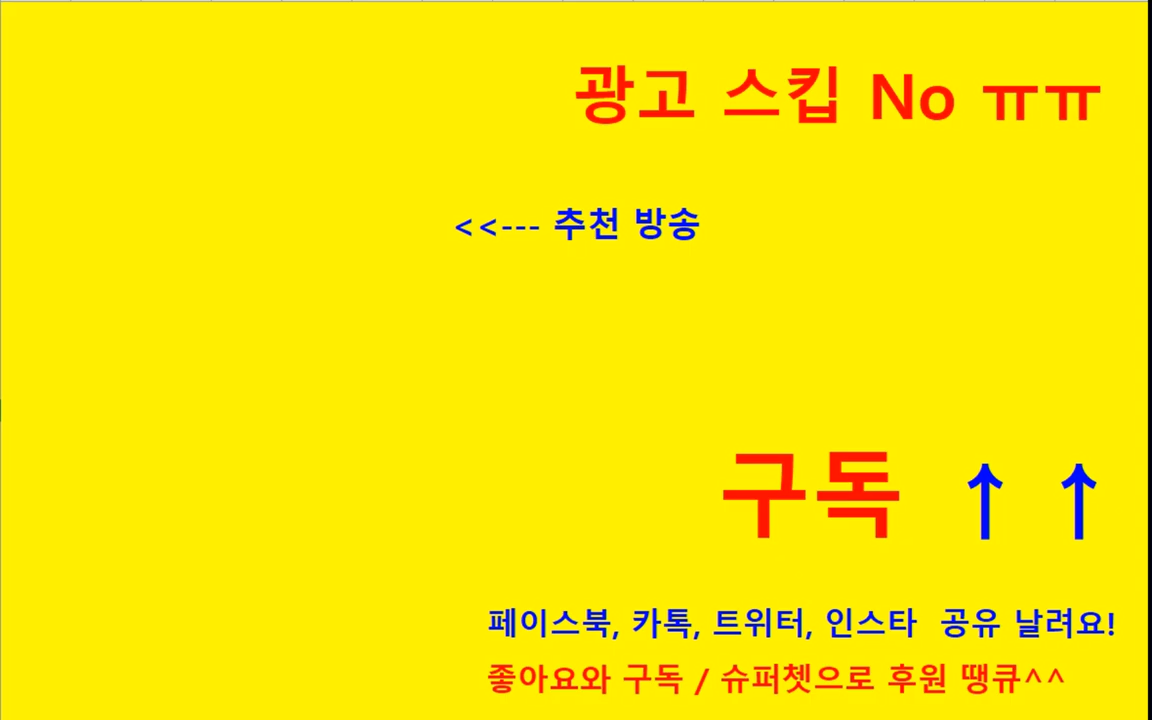 광고 스킵 No ㅠㅠ
<<--- 추천 방송
구독 ↑ ↑
페이스북, 카톡, 트위터, 인스타 공유 날려요!
좋아요와 구독 / 슈퍼쳇으로 후원 땡큐^^